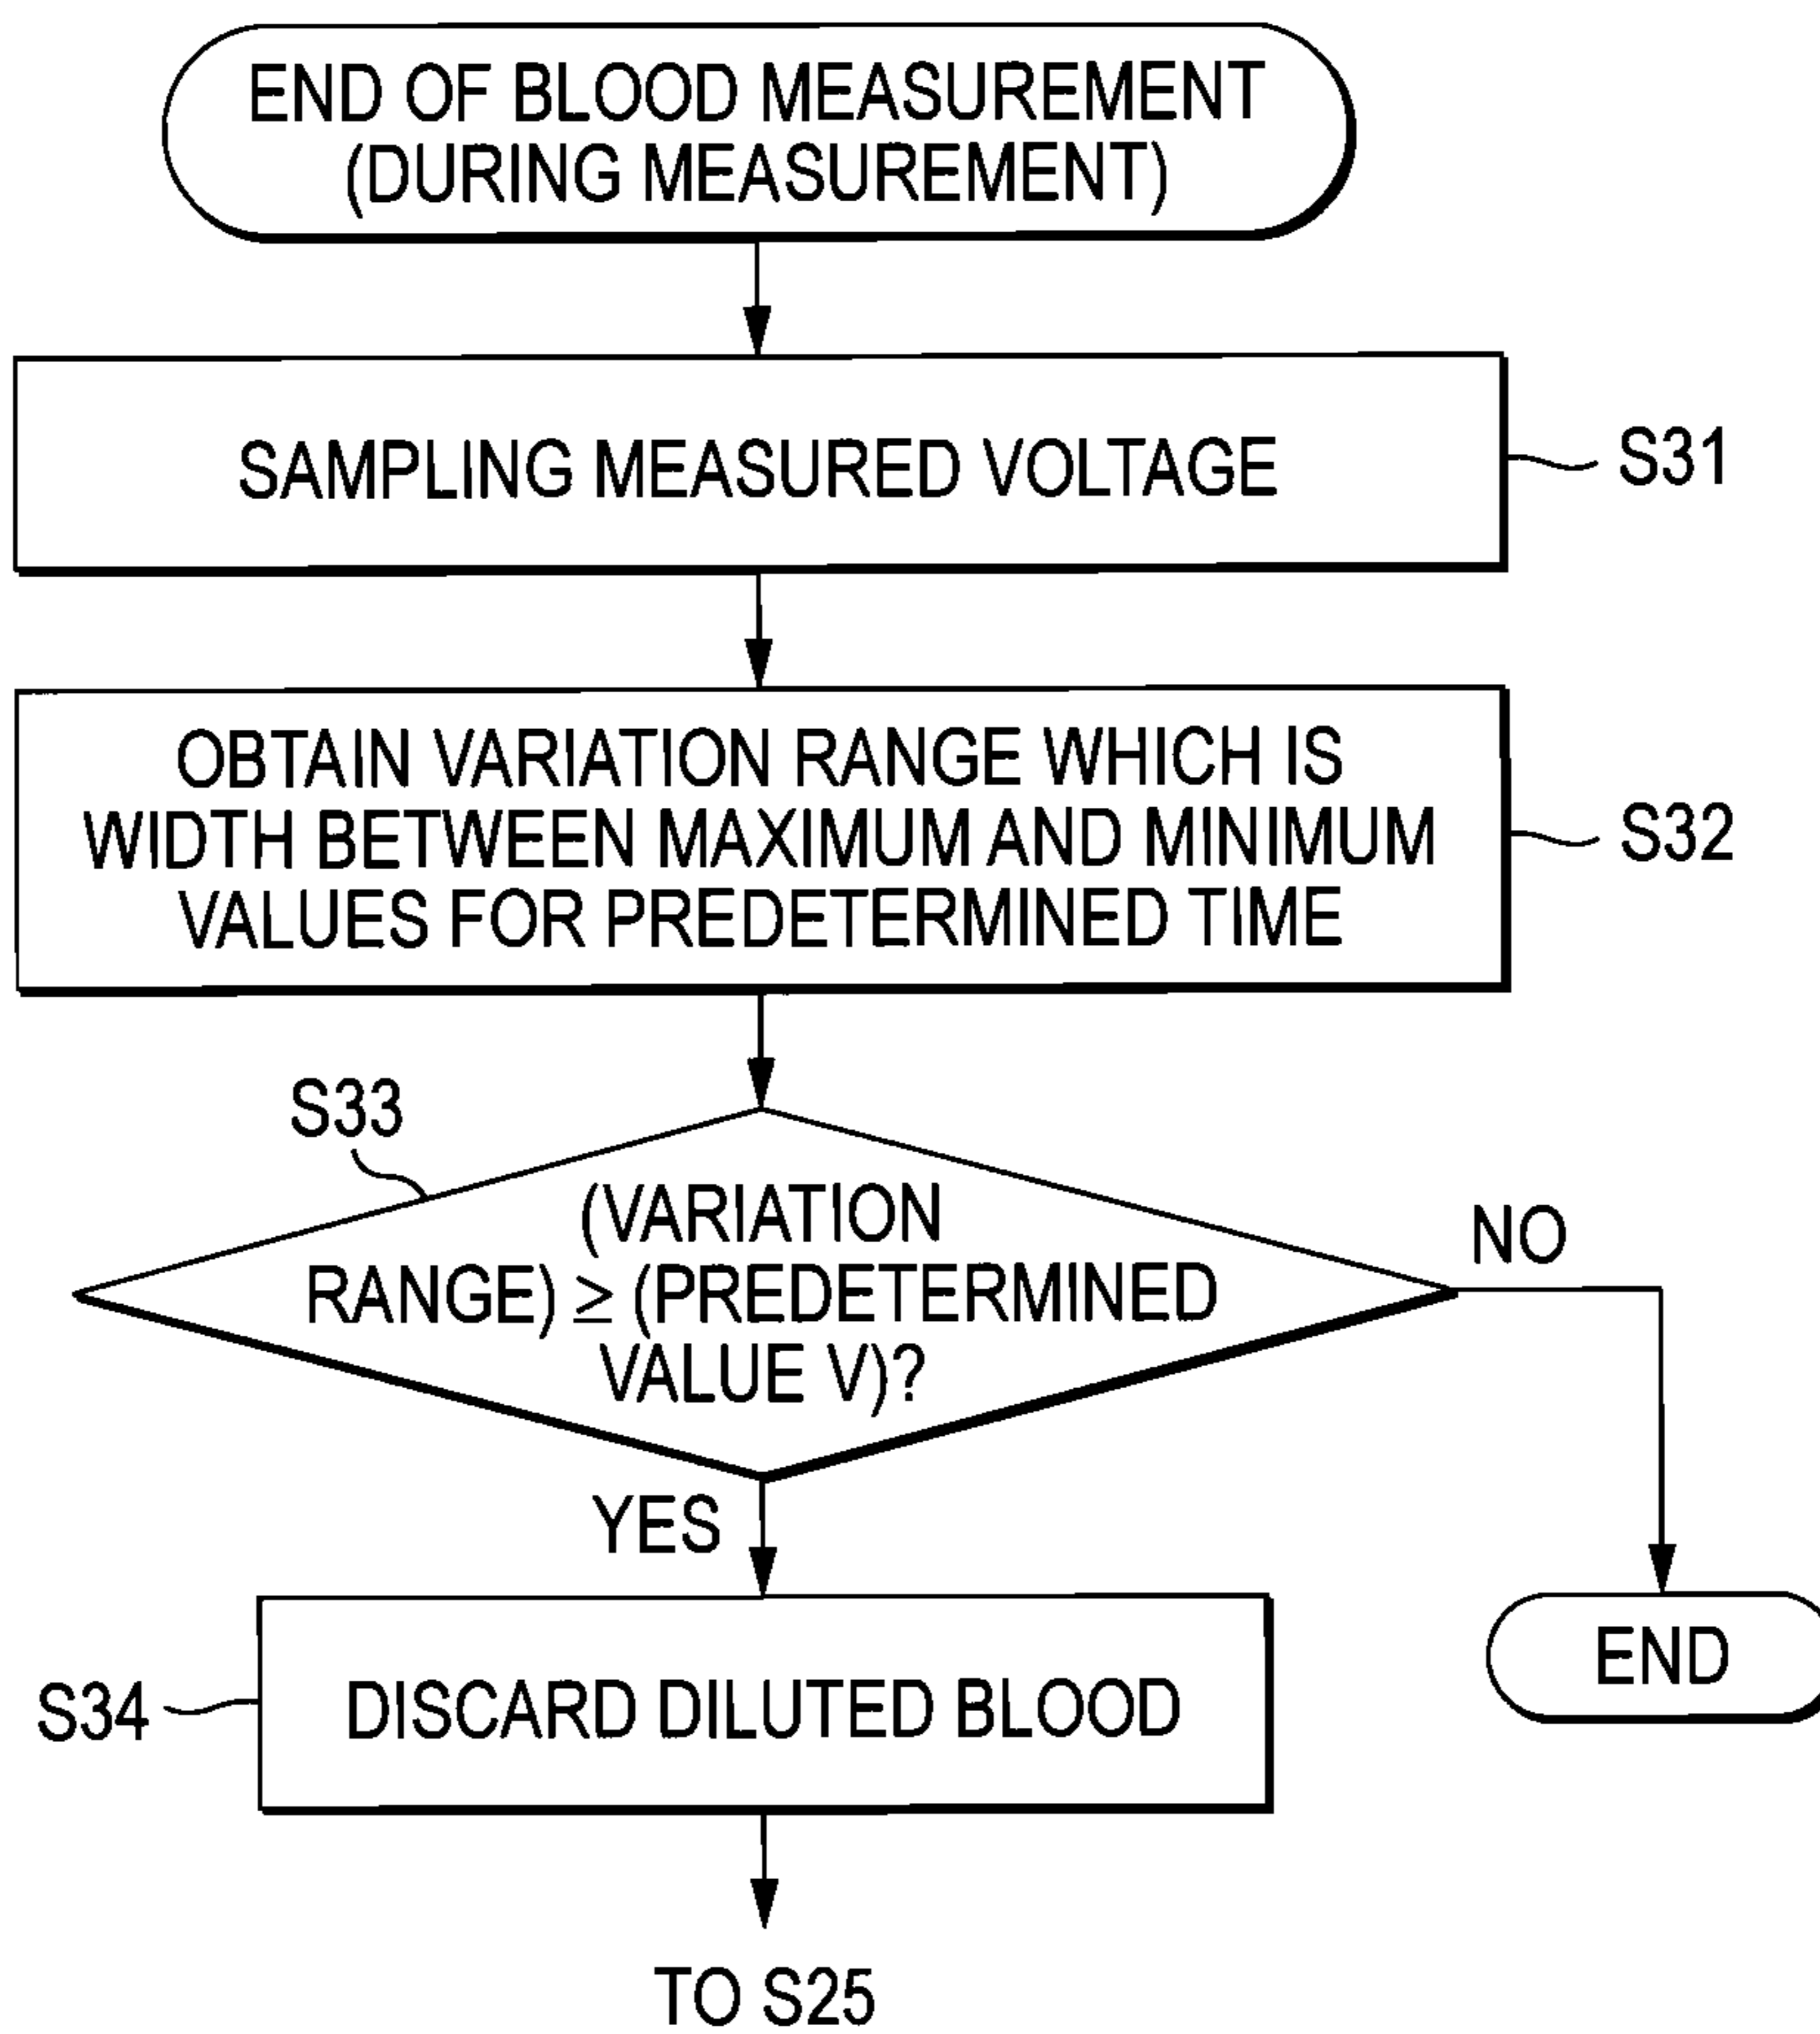 END OF BLOOD MEASUREMENT
(DURING MEASUREMENT)
SAMPLING MEASURED VOLTAGE
S31
OBTAIN VARIATION RANGE WHICH IS
WIDTH BETWEEN MAXIMUM AND MINIMUM
VALUES FOR PREDETERMINED TIME
S32
S33
(VARIATION
RANGE) ≥ (PREDETERMINED
VALUE V)?
NO
YES
END
S34
DISCARD DILUTED BLOOD
TO S25